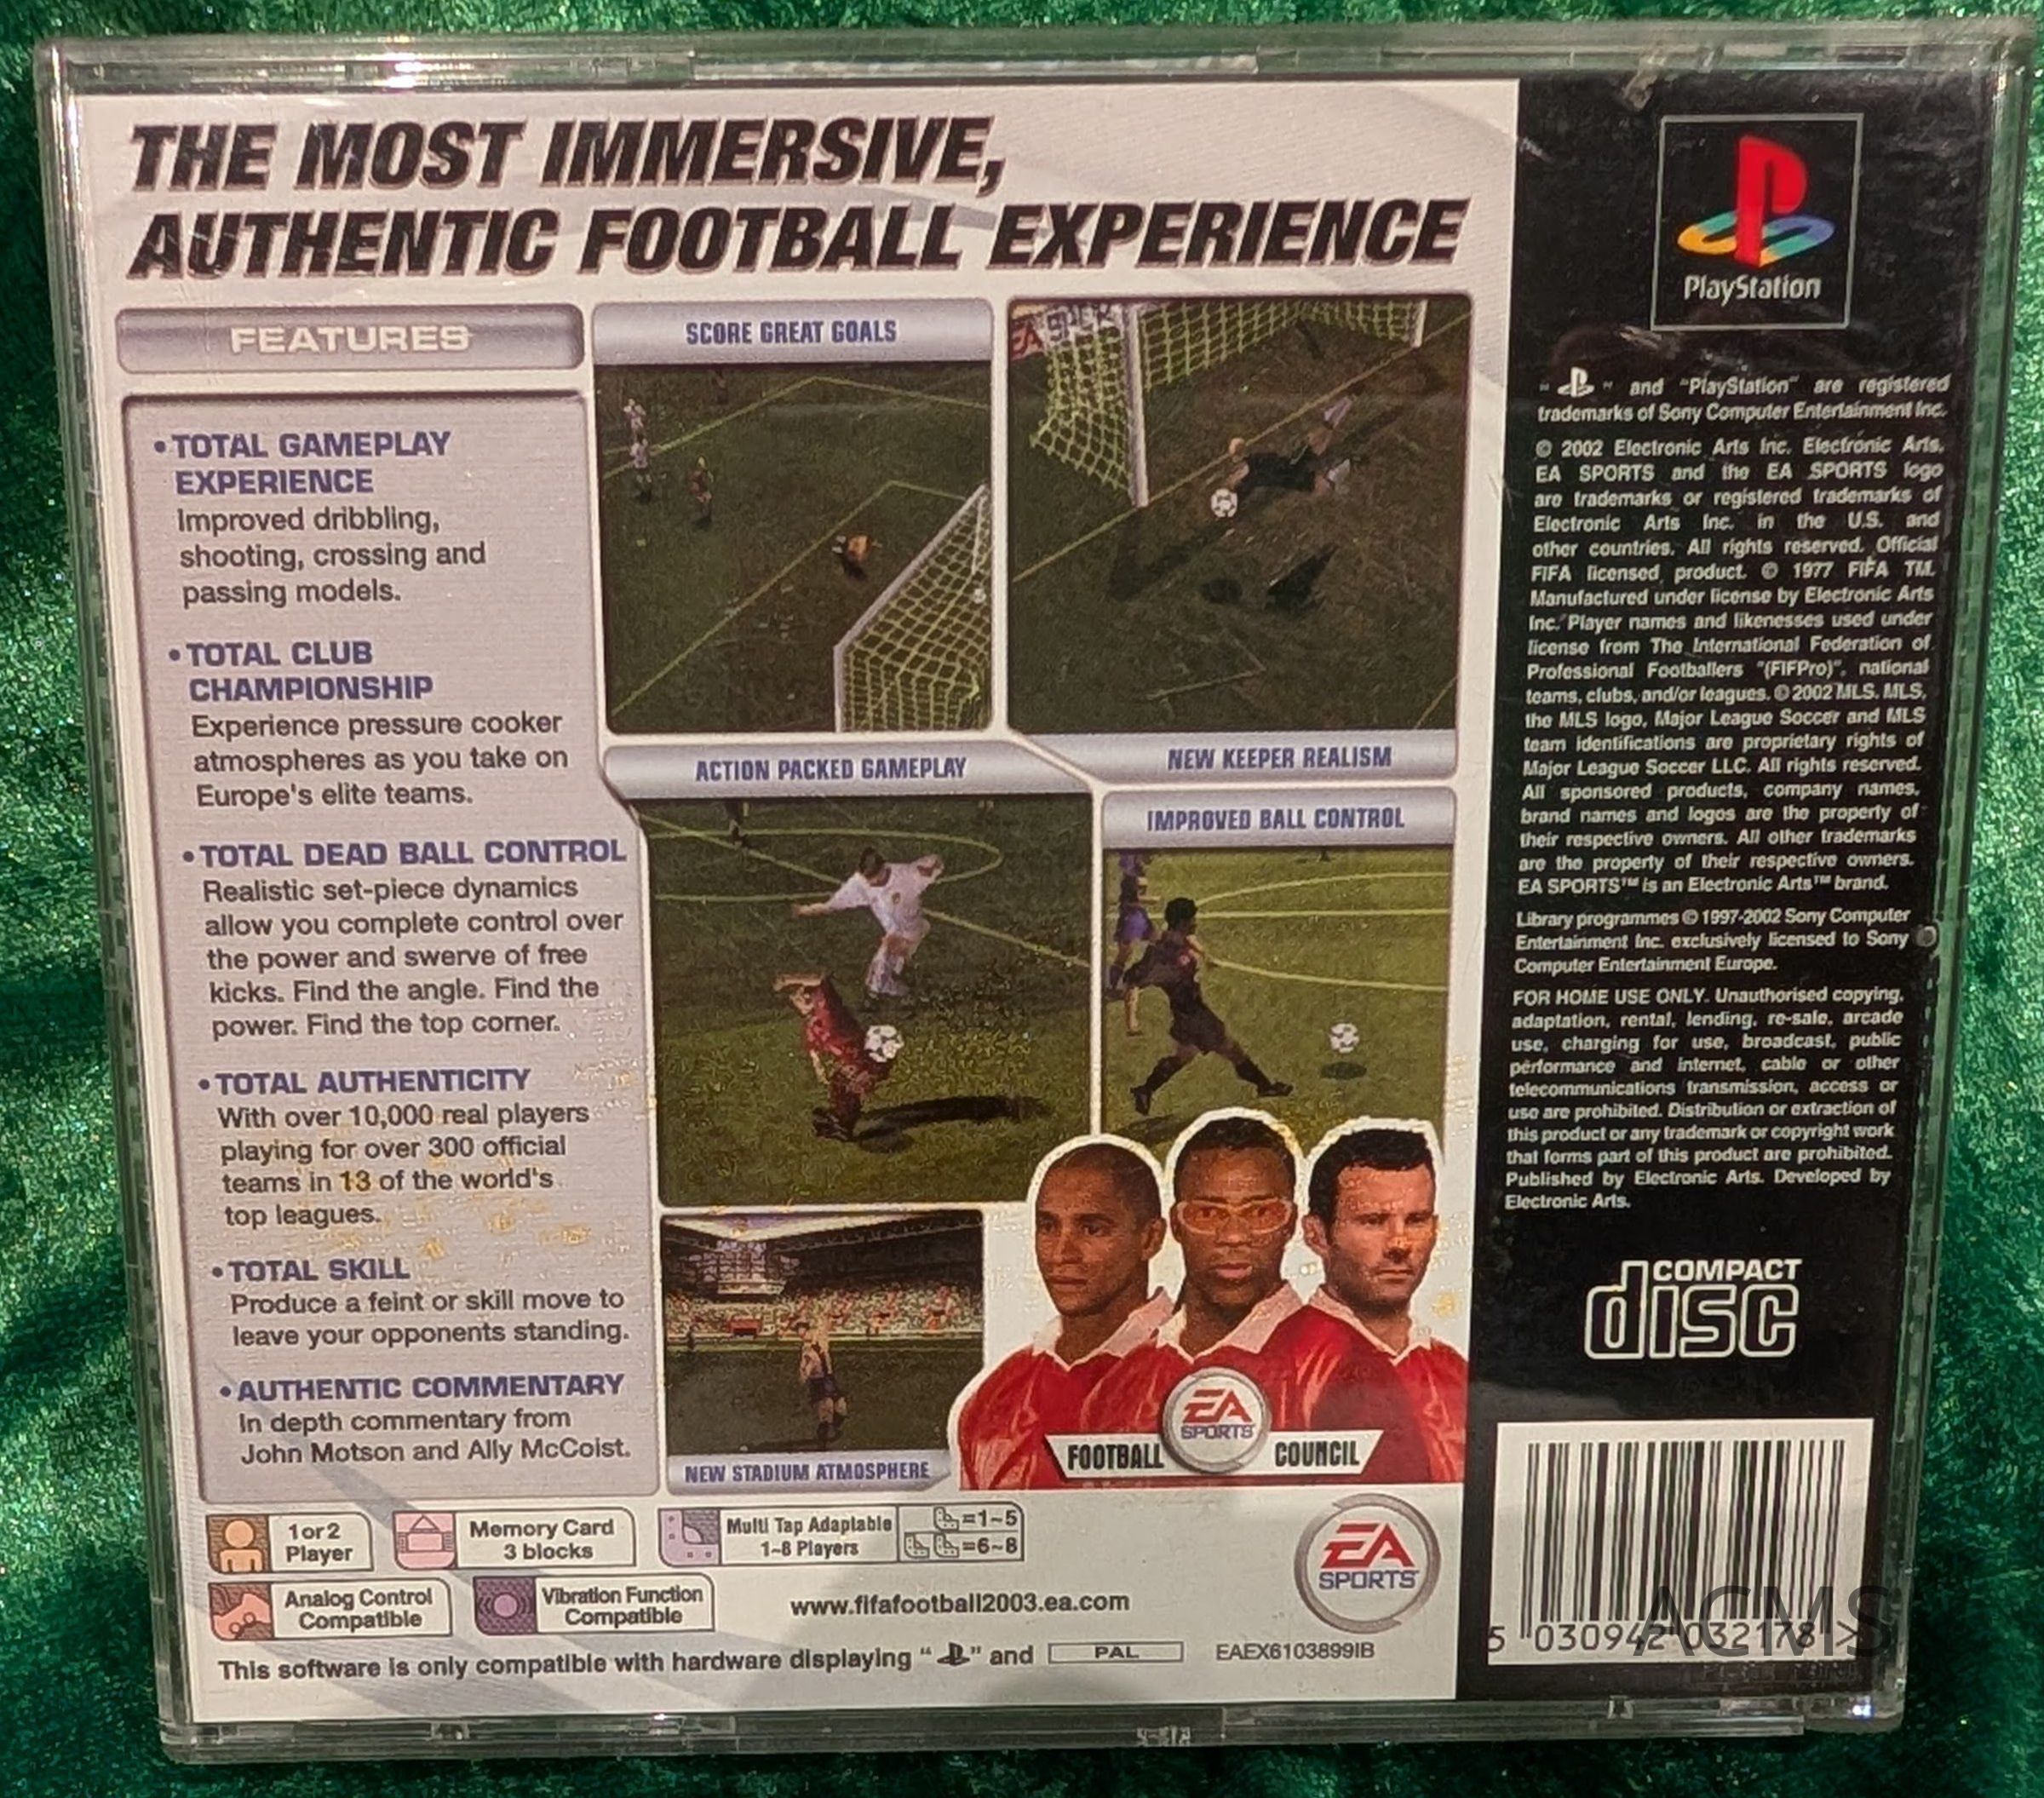 THE MOST IMMERSIVE,
AUTHENTIC FOOTBALL EXPERIENCE
FEATURES
• TOTAL GAMEPLAY
EXPERIENCE
Improved dribbling,
shooting, crossing and
passing models.
• TOTAL CLUB
CHAMPIONSHIP
Experience pressure cooker
atmospheres as you take on
Europe's elite teams.
• TOTAL DEAD BALL CONTROL
Realistic set-piece dynamics
allow you complete control over
the power and swerve of free
kicks. Find the angle. Find the
power. Find the top corner.
• TOTAL AUTHENTICITY
With over 10,000 real players
playing for over 300 official
teams in 13 of the world's
top leagues.
• TOTAL SKILL
Produce a feint or skill move to
leave your opponents standing.
• AUTHENTIC COMMENTARY
In depth commentary from
John Motson and Ally McCoist.
SCORE GREAT GOALS
EA
NEW KEEPER REALISM
ACTION PACKED GAMEPLAY
IMPROVED BALL CONTROL
NEW STADIUM ATMOSPHERE
EA
SPORTS
FOOTBALL COUNCIL
1 or 2
Player
Memory Card
3 blocks
Multi Tap Adaptable
1~8 Players
=1~5
=6~8
Analog Control
Compatible
Vibration Function
Compatible
www.fifafootball2003.ea.com
EA
SPORTS
This software is only compatible with hardware displaying " " and PAL
EAEX6103899IB
PlayStation
" " and "PlayStation" are registered
trademarks of Sony Computer Entertainment Inc.
© 2002 Electronic Arts Inc. Electronic Arts,
EA SPORTS and the EA SPORTS logo
are trademarks or registered trademarks of
Electronic Arts Inc. in the U.S. and
other countries. All rights reserved. Official
FIFA licensed product. © 1977 FIFA TM.
Manufactured under license by Electronic Arts
Inc. Player names and likenesses used under
license from The International Federation of
Professional Footballers "(FIFPro)", national
teams, clubs, and/or leagues. © 2002 MLS. MLS,
the MLS logo, Major League Soccer and MLS
team identifications are proprietary rights of
Major League Soccer LLC. All rights reserved.
All sponsored products, company names,
brand names and logos are the property of
their respective owners. All other trademarks
are the property of their respective owners.
EA SPORTS™ is an Electronic Arts™ brand.
Library programmes © 1997-2002 Sony Computer
Entertainment Inc. exclusively licensed to Sony
Computer Entertainment Europe.
FOR HOME USE ONLY. Unauthorised copying,
adaptation, rental, lending, re-sale, arcade
use, charging for use, broadcast, public
performance and internet, cable or other
telecommunications transmission, access or
use are prohibited. Distribution or extraction of
this product or any trademark or copyright work
that forms part of this product are prohibited.
Published by Electronic Arts. Developed by
Electronic Arts.
COMPACT
disc
5 030942 032178 >
ACMS